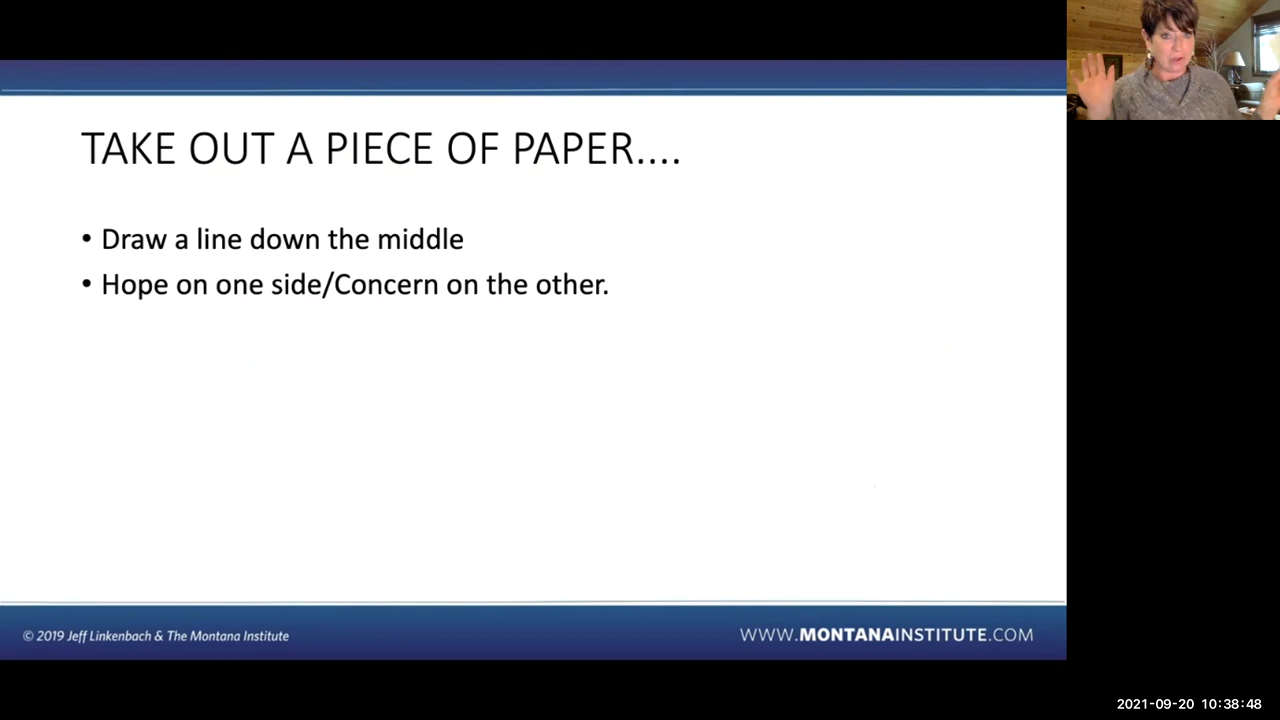 TAKE OUT A PIECE OF PAPER....
• Draw a line down the middle
• Hope on one side/Concern on the other.
© 2019 Jeff Linkenbach & The Montana Institute
WWW.MONTANAINSTITUTE.COM
2021-09-20 10:38:48